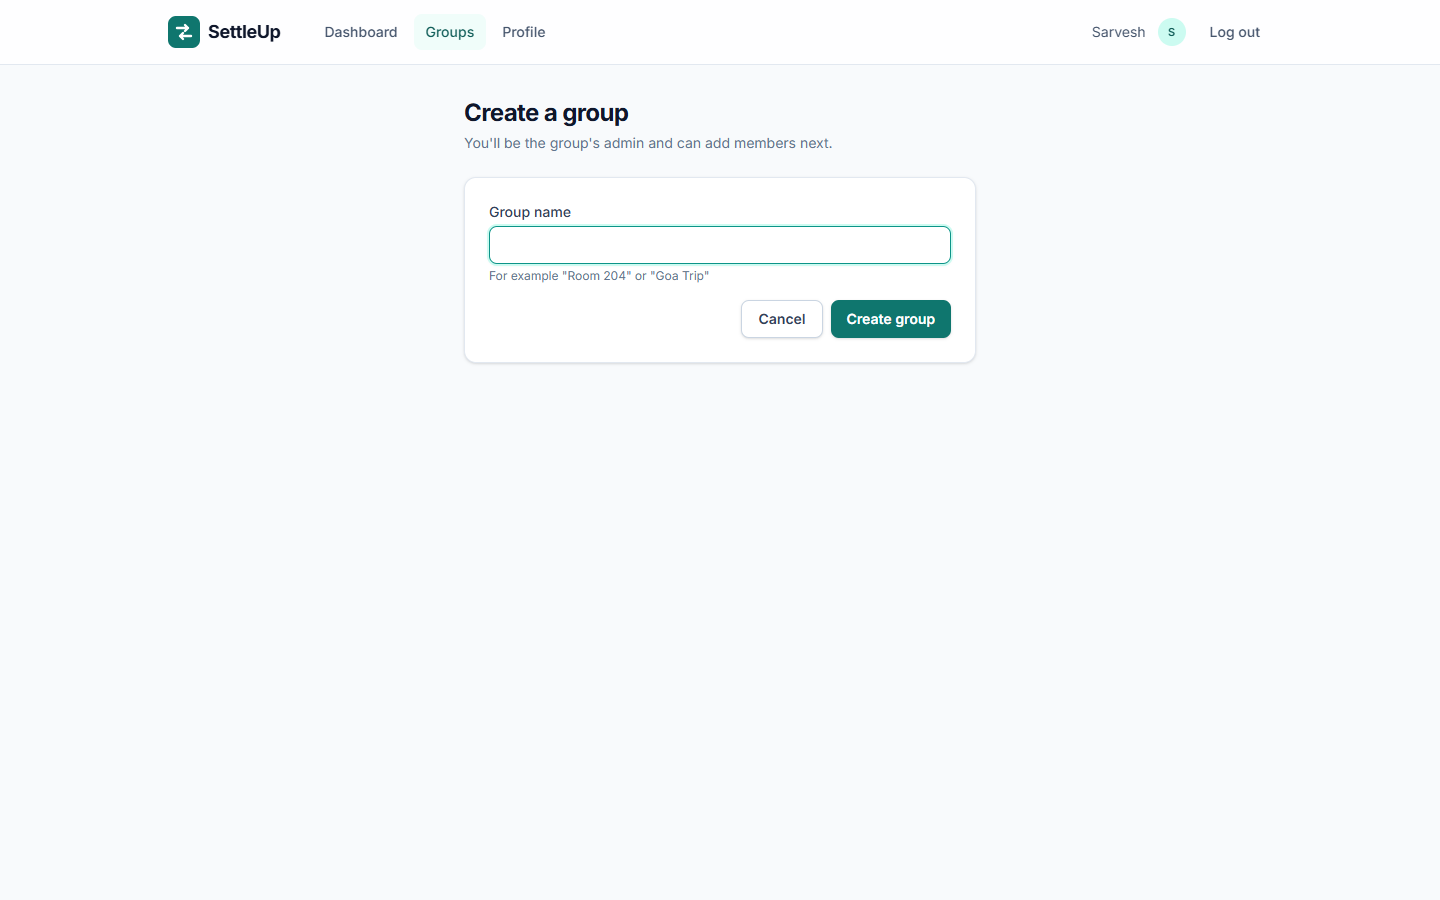 SettleUp
Dashboard
Groups
Profile
Sarvesh
S
Log out
Create a group
You'll be the group's admin and can add members next.
Group name
For example "Room 204" or "Goa Trip"
Cancel
Create group